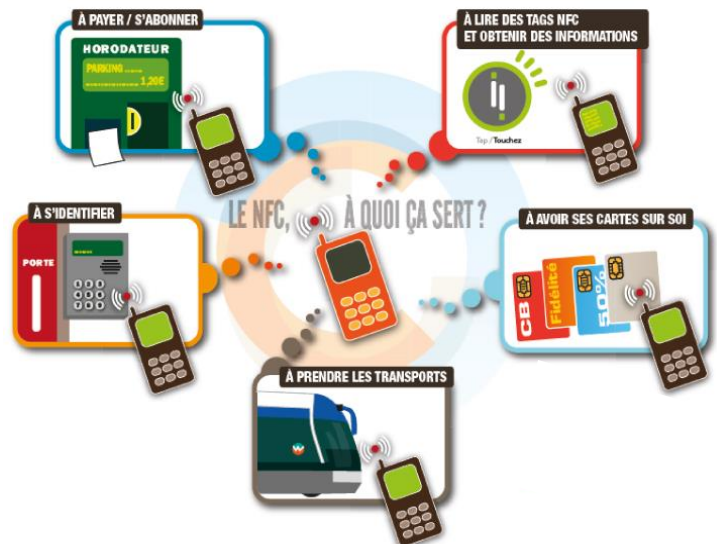 À PAYER / S'ABONNER
HORODATEUR
PARKING
1,20€
À LIRE DES TAGS NFC
ET OBTENIR DES INFORMATIONS
Tap / Touchez
LE NFC, À QUOI ÇA SERT ?
À S'IDENTIFIER
PORTE
À AVOIR SES CARTES SUR SOI
CB
Fidélité
50%
À PRENDRE LES TRANSPORTS